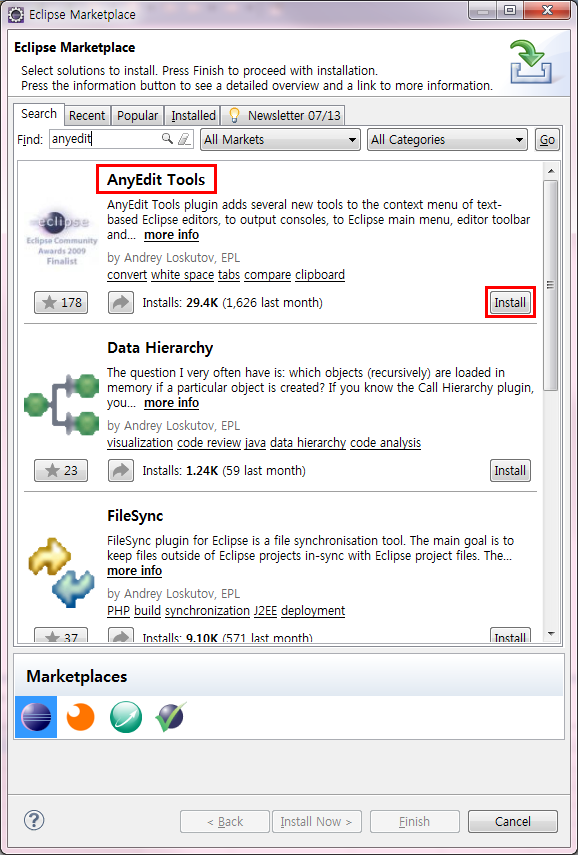 Eclipse Marketplace
Eclipse Marketplace
Select solutions to install. Press Finish to proceed with installation.
Press the information button to see a detailed overview and a link to more information.
Search Recent Popular Installed Newsletter 07/13
Find: anyedit All Markets All Categories Go
AnyEdit Tools
AnyEdit Tools plugin adds several new tools to the context menu of text-
based Eclipse editors, to output consoles, to Eclipse main menu, editor toolbar
and... more info
eclipse
Eclipse Community
Awards 2009
Finalist
by Andrey Loskutov, EPL
convert white space tabs compare clipboard
178 Installs: 29.4K (1,626 last month) Install
Data Hierarchy
The question I very often have is: which objects (recursively) are loaded in
memory if a particular object is created? If you know the Call Hierarchy plugin,
you... more info
by Andrey Loskutov, EPL
visualization code review java data hierarchy code analysis
23 Installs: 1.24K (59 last month) Install
FileSync
FileSync plugin for Eclipse is a file synchronisation tool. The main goal is to
keep files outside of Eclipse projects in-sync with Eclipse project files. The...
more info
by Andrey Loskutov, EPL
PHP build synchronization J2EE deployment
37 Installs: 9.10K (571 last month) Install
Marketplaces
? < Back Install Now > Finish Cancel